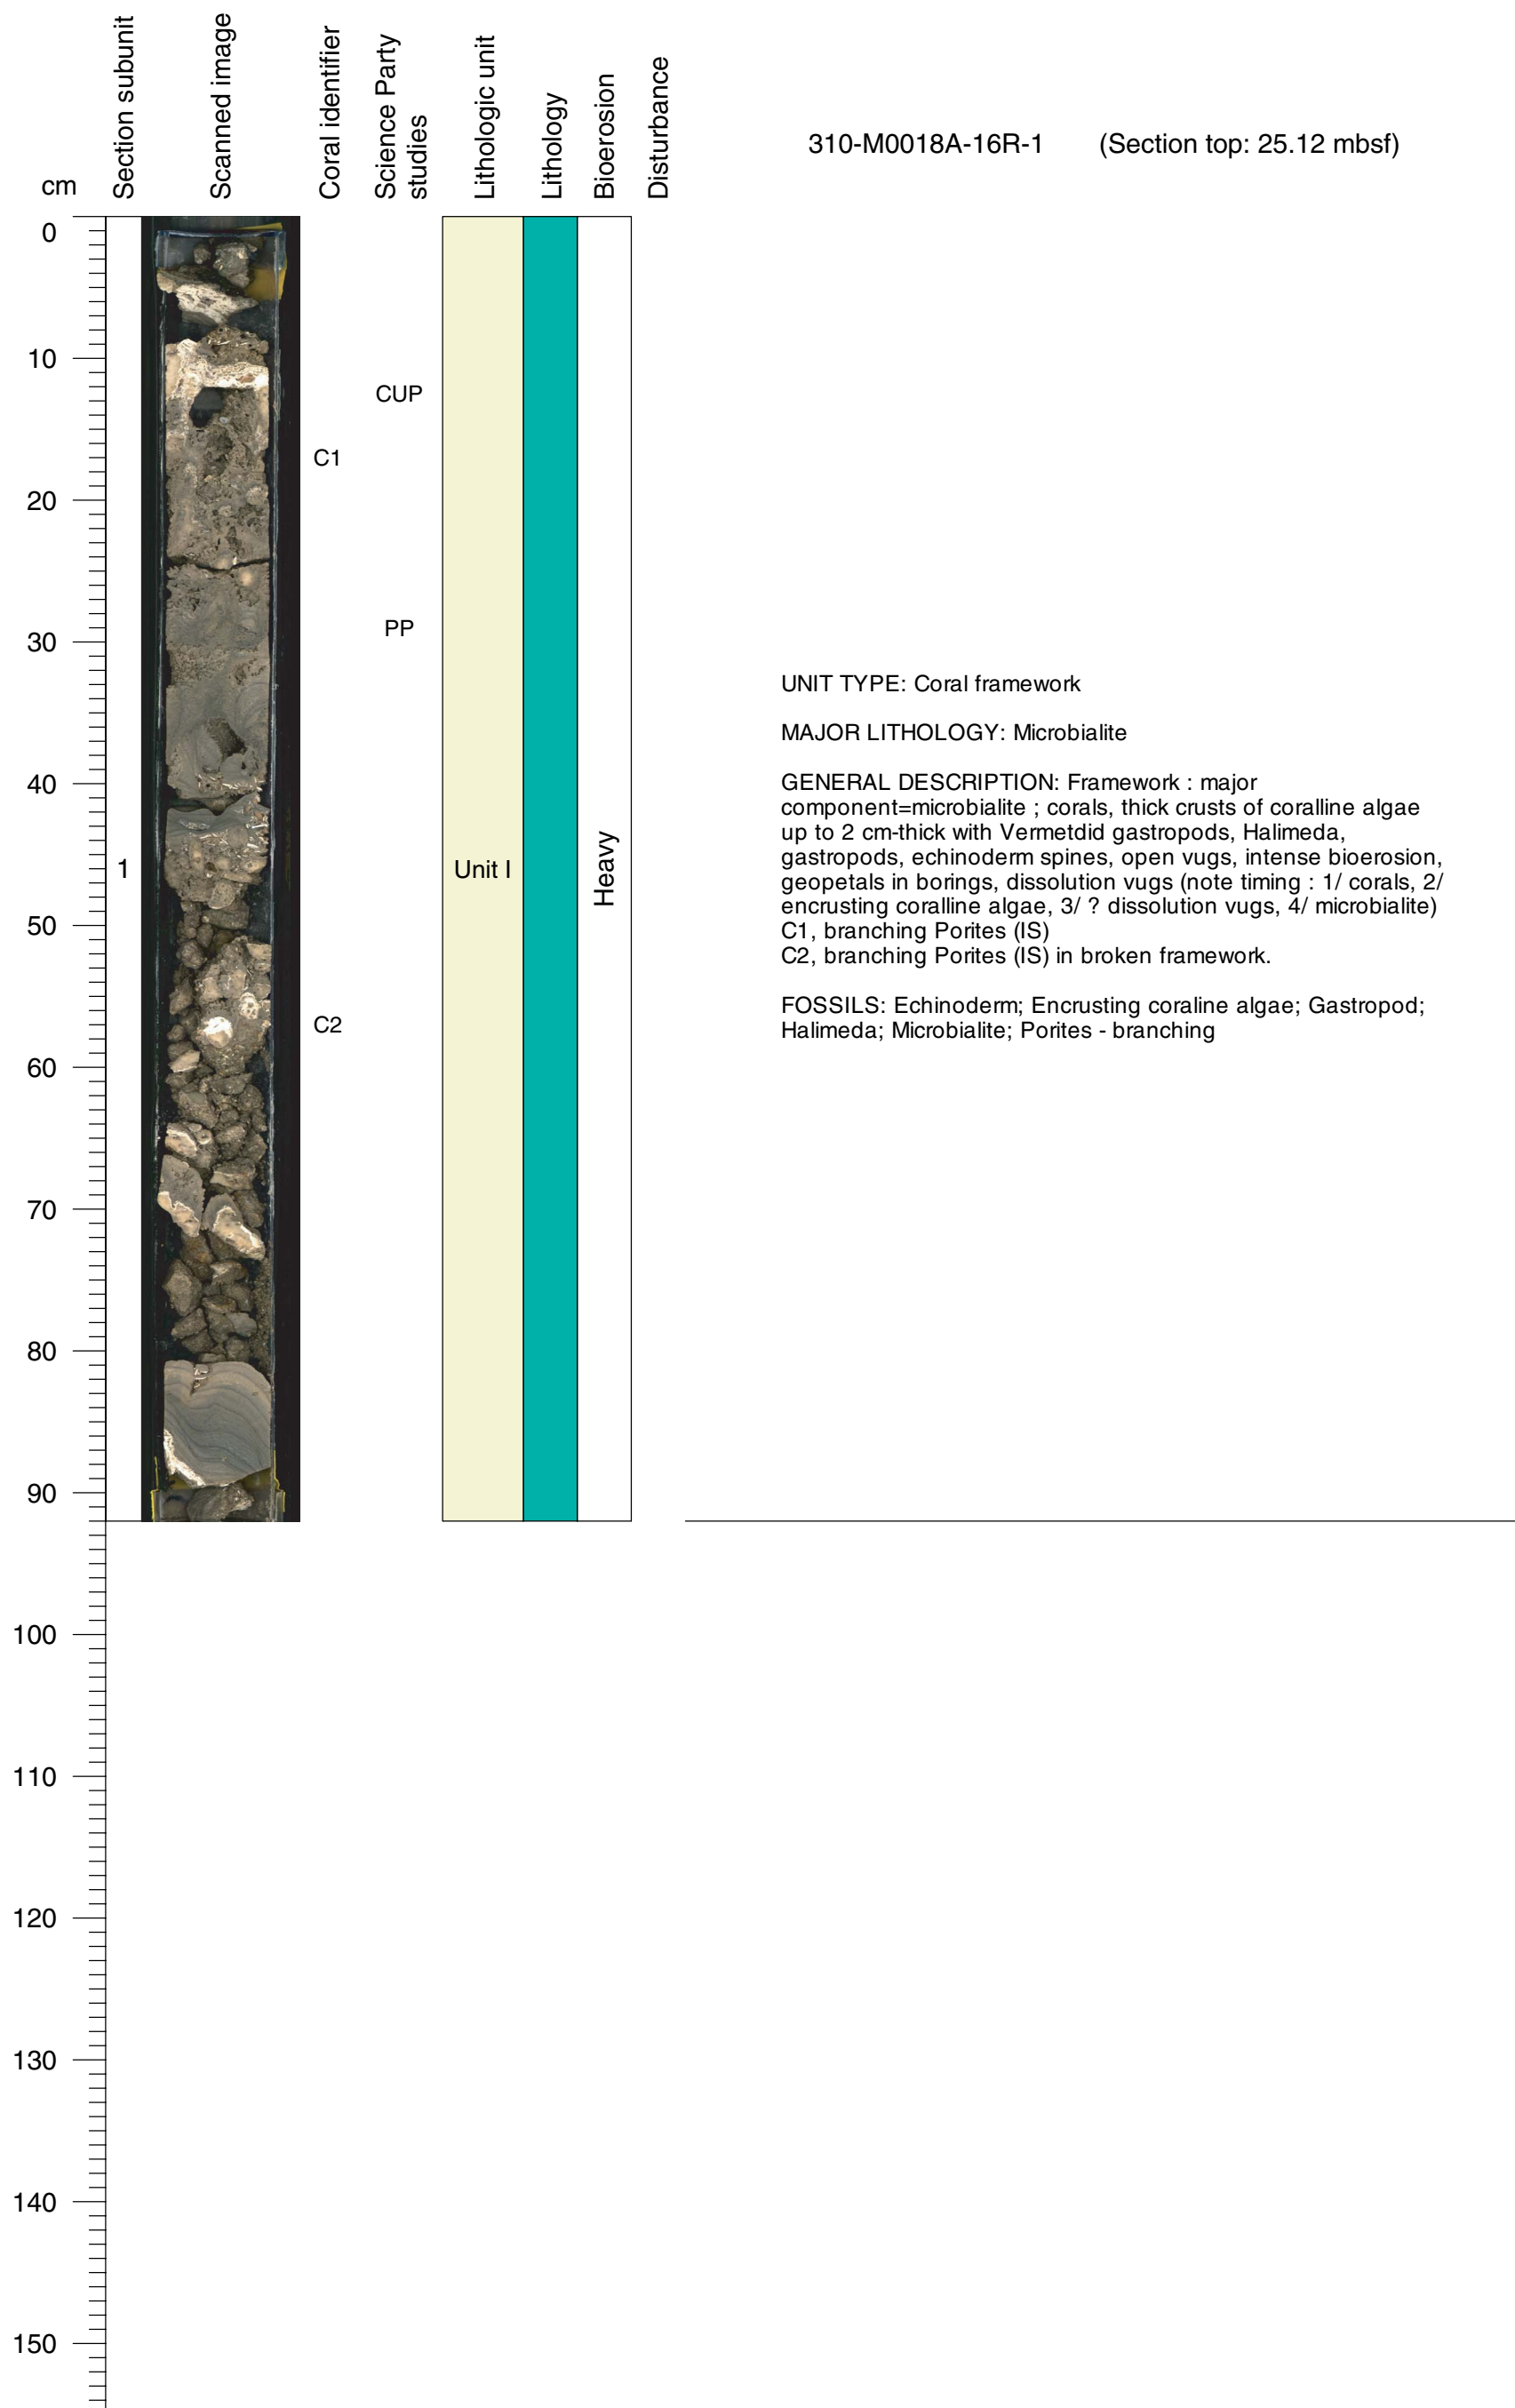 Section subunit
Scanned image
Coral identifier
Science Party
studies
Lithologic unit
Lithology
Bioerosion
Disturbance
310-M0018A-16R-1 (Section top: 25.12 mbsf)
cm
0
10
CUP
C1
20
PP
30
UNIT TYPE: Coral framework
MAJOR LITHOLOGY: Microbialite
GENERAL DESCRIPTION: Framework : major
component=microbialite ; corals, thick crusts of coralline algae
up to 2 cm-thick with Vermetdid gastropods, Halimeda,
gastropods, echinoderm spines, open vugs, intense bioerosion,
geopetals in borings, dissolution vugs (note timing : 1/ corals, 2/
encrusting coralline algae, 3/ ? dissolution vugs, 4/ microbialite)
C1, branching Porites (IS)
C2, branching Porites (IS) in broken framework.
FOSSILS: Echinoderm; Encrusting coraline algae; Gastropod;
Halimeda; Microbialite; Porites - branching
40
1
Unit I
Heavy
50
C2
60
70
80
90
100
110
120
130
140
150